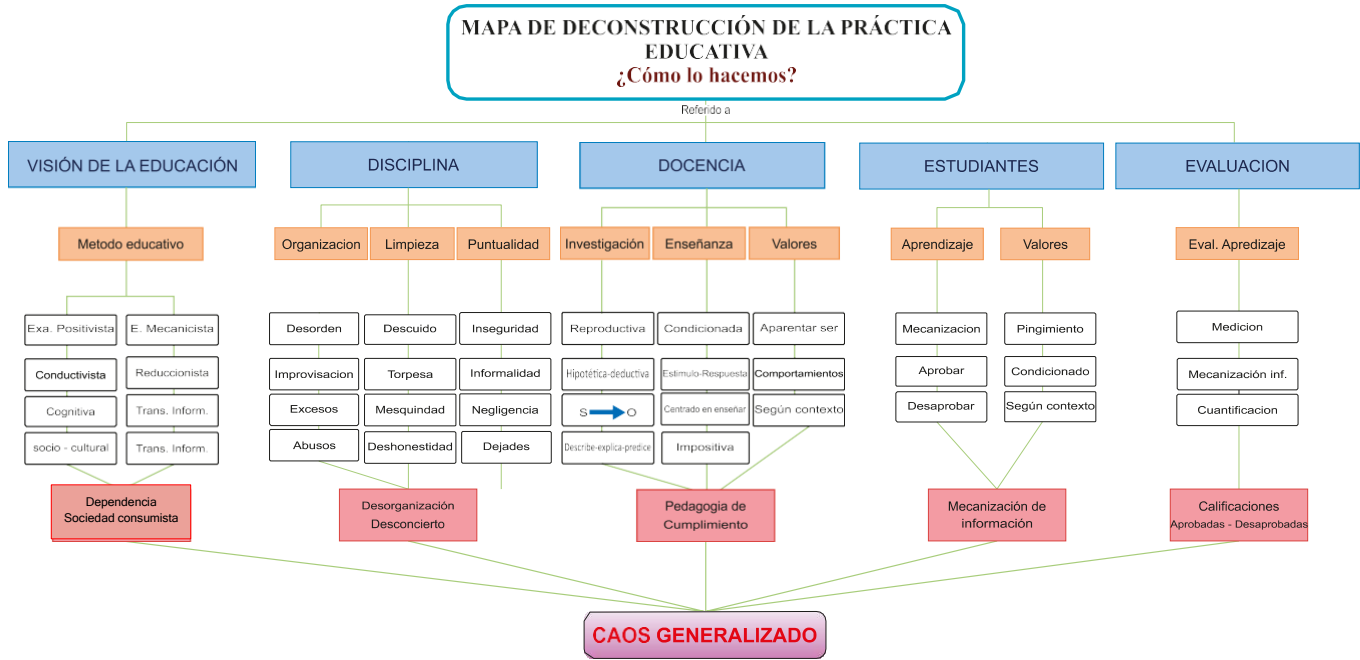 MAPA DE DECONSTRUCCIÓN DE LA PRÁCTICA
EDUCATIVA
¿Cómo lo hacemos?
Referido a
VISIÓN DE LA EDUCACIÓN
DISCIPLINA
DOCENCIA
ESTUDIANTES
EVALUACION
Metodo educativo
Organizacion
Limpieza
Puntualidad
Investigación
Enseñanza
Valores
Aprendizaje
Valores
Eval. Apredizaje
Exa. Positivista
E. Mecanicista
Desorden
Descuido
Inseguridad
Reproductiva
Condicionada
Aparentar ser
Mecanizacion
Pingimiento
Medicion
Conductivista
Reduccionista
Improvisacion
Torpesa
Informalidad
Hipotética-deductiva
Estimulo-Respuesta
Comportamientos
Aprobar
Condicionado
Mecanización inf.
Cognitiva
Trans. Inform.
Excesos
Mesquindad
Negligencia
S O
Centrado en enseñar
Según contexto
Desaprobar
Según contexto
Cuantificacion
socio - cultural
Trans. Inform.
Abusos
Deshonestidad
Dejades
Describe-explica-predice
Impositiva
Dependencia
Sociedad consumista
Desorganización
Desconcierto
Pedagogia de
Cumplimiento
Mecanización de
información
Calificaciones
Aprobadas - Desaprobadas
CAOS GENERALIZADO